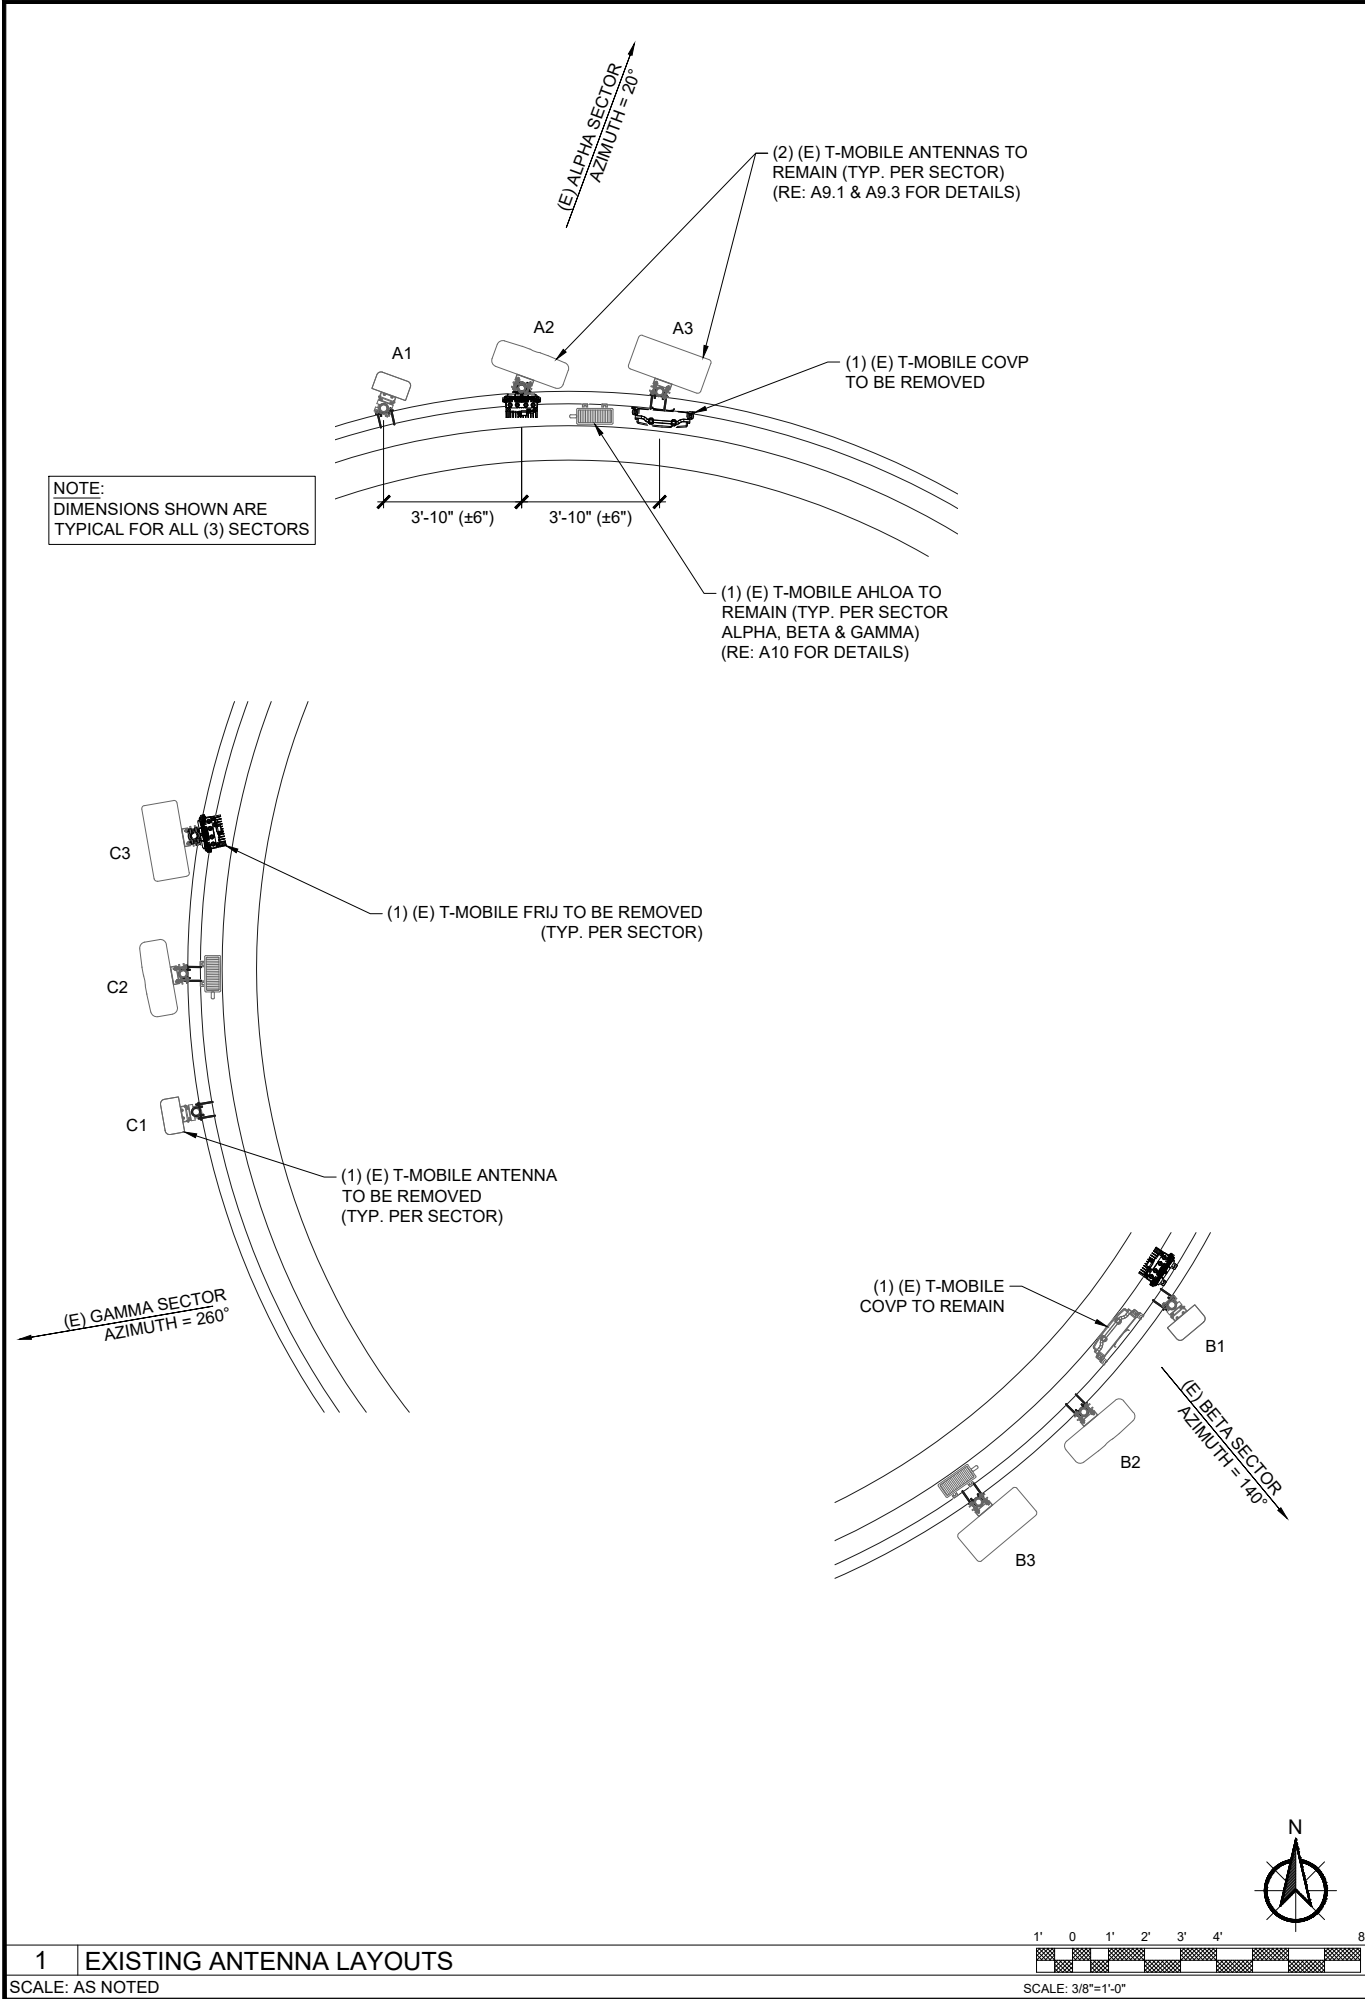 (E) ALPHA SECTOR
AZIMUTH = 20°
(2) (E) T-MOBILE ANTENNAS TO
REMAIN (TYP. PER SECTOR)
(RE: A9.1 & A9.3 FOR DETAILS)
A1
A2
A3
(1) (E) T-MOBILE COVP
TO BE REMOVED
NOTE:
DIMENSIONS SHOWN ARE
TYPICAL FOR ALL (3) SECTORS
3'-10" (±6")
3'-10" (±6")
(1) (E) T-MOBILE AHLOA TO
REMAIN (TYP. PER SECTOR
ALPHA, BETA & GAMMA)
(RE: A10 FOR DETAILS)
C3
(1) (E) T-MOBILE FRIJ TO BE REMOVED
(TYP. PER SECTOR)
C2
C1
(1) (E) T-MOBILE ANTENNA
TO BE REMOVED
(TYP. PER SECTOR)
(E) GAMMA SECTOR
AZIMUTH = 260°
(1) (E) T-MOBILE
COVP TO REMAIN
B1
(E) BETA SECTOR
AZIMUTH = 140°
B2
B3
N
1' 0 1' 2' 3' 4' 8
1 EXISTING ANTENNA LAYOUTS
SCALE: AS NOTED
SCALE: 3/8"=1'-0"